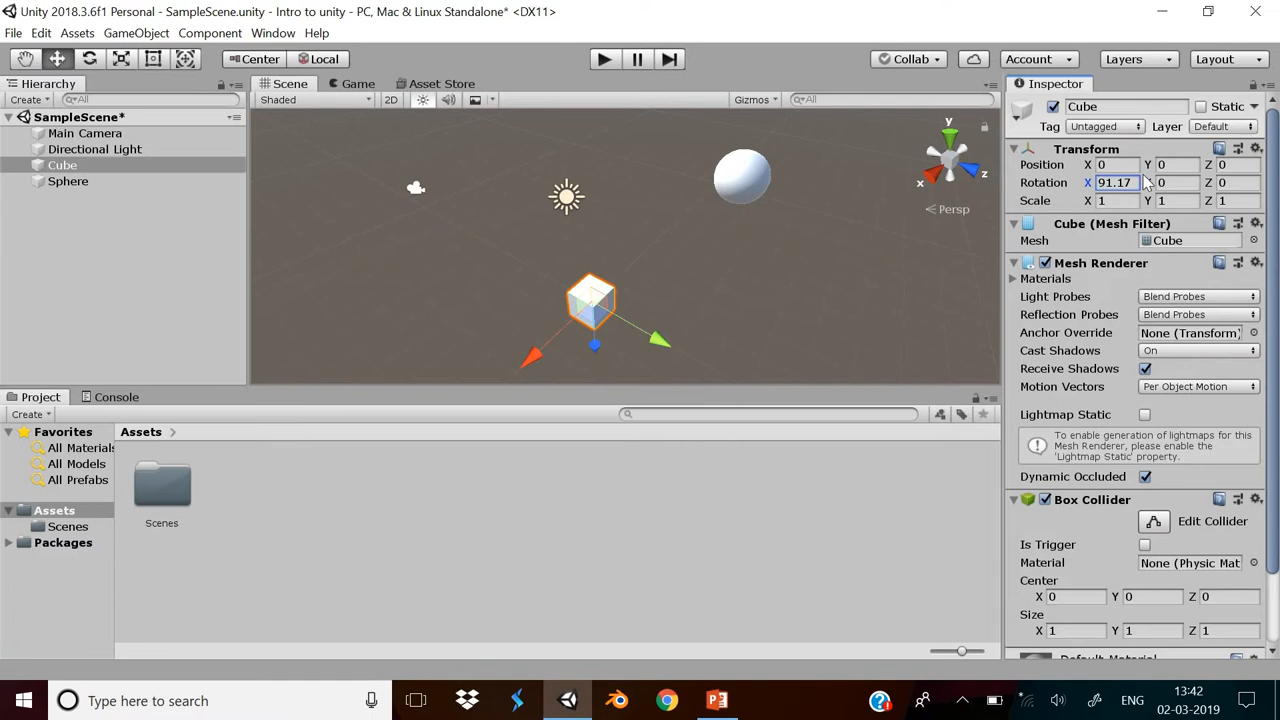 Unity 2018.3.6f1 Personal - SampleScene.unity - Intro to unity - PC, Mac & Linux Standalone* <DX11>
File Edit Assets GameObject Component Window Help
Center Local Collab Account Layers Layout
Hierarchy
Create All
SampleScene*
Main Camera
Directional Light
Cube
Sphere
Scene Game Asset Store
Shaded 2D Gizmos All
y
x z
Persp
Inspector
Cube Static
Tag Untagged Layer Default
Transform
Position X 0 Y 0 Z 0
Rotation X 91.17 0 Z 0
Scale X 1 Y 1 Z 1
Cube (Mesh Filter)
Mesh Cube
Mesh Renderer
Materials
Light Probes Blend Probes
Reflection Probes Blend Probes
Anchor Override None (Transform)
Cast Shadows On
Receive Shadows
Motion Vectors Per Object Motion
Lightmap Static
To enable generation of lightmaps for this
Mesh Renderer, please enable the
'Lightmap Static' property.
Dynamic Occluded
Box Collider
Edit Collider
Is Trigger
Material None (Physic Mat
Center
X 0 Y 0 Z 0
Size
X 1 Y 1 Z 1
Default Material
Project Console
Create
Favorites
All Materials
All Models
All Prefabs
Assets
Scenes
Packages
Assets
Scenes
Type here to search
ENG
13:42
02-03-2019